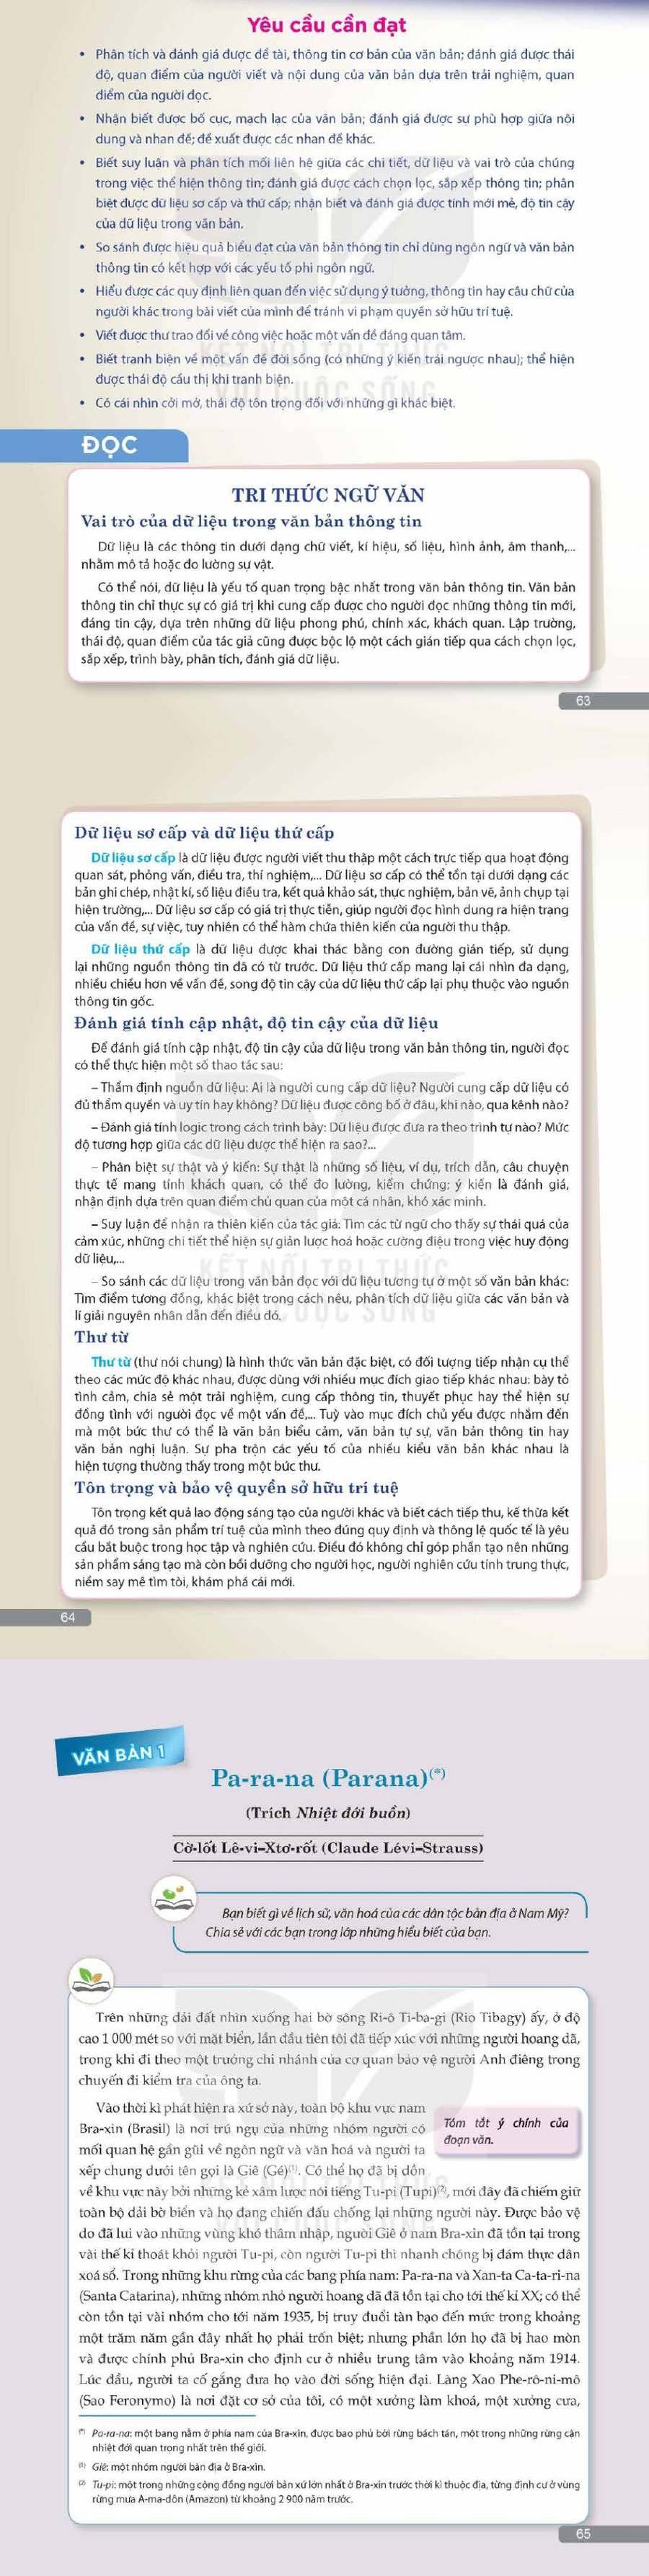 Yêu cầu cần đạt
• Phân tích và đánh giá được đề tài, thông tin cơ bản của văn bản; đánh giá được thái
độ, quan điểm của người viết và nội dung của văn bản dựa trên trải nghiệm, quan
điểm của người đọc.
• Nhận biết được bố cục, mạch lạc của văn bản; đánh giá được sự phù hợp giữa nội
dung và nhan đề; đề xuất được các nhan đề khác.
• Biết suy luận và phân tích mối liên hệ giữa các chi tiết, dữ liệu và vai trò của chúng
trong việc thể hiện thông tin; đánh giá được cách chọn lọc, sắp xếp thông tin; phân
biệt được dữ liệu sơ cấp và thứ cấp; nhận biết và đánh giá được tính mới mẻ, độ tin cậy
của dữ liệu trong văn bản.
• So sánh được hiệu quả biểu đạt của văn bản thông tin chỉ dùng ngôn ngữ và văn bản
thông tin có kết hợp với các yếu tố phi ngôn ngữ.
• Hiểu được các quy định liên quan đến việc sử dụng ý tưởng, thông tin hay câu chữ của
người khác trong bài viết của mình để tránh vi phạm quyền sở hữu trí tuệ.
• Viết được thư trao đổi về công việc hoặc một vấn đề đáng quan tâm.
• Biết tranh biện về một vấn đề đời sống (có những ý kiến trái ngược nhau); thể hiện
được thái độ cầu thị khi tranh biện.
• Có cái nhìn cởi mở, thái độ tôn trọng đối với những gì khác biệt.
KẾT NỐI TRI THỨC
VỚI CUỘC SỐNG
ĐỌC
TRI THỨC NGỮ VĂN
Vai trò của dữ liệu trong văn bản thông tin
Dữ liệu là các thông tin dưới dạng chữ viết, kí hiệu, số liệu, hình ảnh, âm thanh,...
nhằm mô tả hoặc đo lường sự vật.
Có thể nói, dữ liệu là yếu tố quan trọng bậc nhất trong văn bản thông tin. Văn bản
thông tin chỉ thực sự có giá trị khi cung cấp được cho người đọc những thông tin mới,
đáng tin cậy, dựa trên những dữ liệu phong phú, chính xác, khách quan. Lập trường,
thái độ, quan điểm của tác giả cũng được bộc lộ một cách gián tiếp qua cách chọn lọc,
sắp xếp, trình bày, phân tích, đánh giá dữ liệu.
63
Dữ liệu sơ cấp và dữ liệu thứ cấp
Dữ liệu sơ cấp là dữ liệu được người viết thu thập một cách trực tiếp qua hoạt động
quan sát, phỏng vấn, điều tra, thí nghiệm,... Dữ liệu sơ cấp có thể tồn tại dưới dạng các
bản ghi chép, nhật kí, số liệu điều tra, kết quả khảo sát, thực nghiệm, bản vẽ, ảnh chụp tại
hiện trường,... Dữ liệu sơ cấp có giá trị thực tiễn, giúp người đọc hình dung ra hiện trạng
của vấn đề, sự việc, tuy nhiên có thể hàm chứa thiên kiến của người thu thập.
Dữ liệu thứ cấp là dữ liệu được khai thác bằng con đường gián tiếp, sử dụng
lại những nguồn thông tin đã có từ trước. Dữ liệu thứ cấp mang lại cái nhìn đa dạng,
nhiều chiều hơn về vấn đề, song độ tin cậy của dữ liệu thứ cấp lại phụ thuộc vào nguồn
thông tin gốc.
Đánh giá tính cập nhật, độ tin cậy của dữ liệu
Để đánh giá tính cập nhật, độ tin cậy của dữ liệu trong văn bản thông tin, người đọc
có thể thực hiện một số thao tác sau:
– Thẩm định nguồn dữ liệu: Ai là người cung cấp dữ liệu? Người cung cấp dữ liệu có
đủ thẩm quyền và uy tín hay không? Dữ liệu được công bố ở đâu, khi nào, qua kênh nào?
– Đánh giá tính logic trong cách trình bày: Dữ liệu được đưa ra theo trình tự nào? Mức
độ tương hợp giữa các dữ liệu được thể hiện ra sao?...
– Phân biệt sự thật và ý kiến: Sự thật là những số liệu, ví dụ, trích dẫn, câu chuyện
thực tế mang tính khách quan, có thể đo lường, kiểm chứng; ý kiến là đánh giá,
nhận định dựa trên quan điểm chủ quan của một cá nhân, khó xác minh.
– Suy luận để nhận ra thiên kiến của tác giả: Tìm các từ ngữ cho thấy sự thái quá của
cảm xúc, những chi tiết thể hiện sự giản lược hoá hoặc cường điệu trong việc huy động
dữ liệu,...
– So sánh các dữ liệu trong văn bản đọc với dữ liệu tương tự ở một số văn bản khác:
Tìm điểm tương đồng, khác biệt trong cách nêu, phân tích dữ liệu giữa các văn bản và
lí giải nguyên nhân dẫn đến điều đó.
KẾT NỐI TRI THỨC
VỚI CUỘC SỐNG
Thư từ
Thư từ (thư nói chung) là hình thức văn bản đặc biệt, có đối tượng tiếp nhận cụ thể
theo các mức độ khác nhau, được dùng với nhiều mục đích giao tiếp khác nhau: bày tỏ
tình cảm, chia sẻ một trải nghiệm, cung cấp thông tin, thuyết phục hay thể hiện sự
đồng tình với người đọc về một vấn đề,... Tuỳ vào mục đích chủ yếu được nhắm đến
mà một bức thư có thể là văn bản biểu cảm, văn bản tự sự, văn bản thông tin hay
văn bản nghị luận. Sự pha trộn các yếu tố của nhiều kiểu văn bản khác nhau là
hiện tượng thường thấy trong một bức thư.
Tôn trọng và bảo vệ quyền sở hữu trí tuệ
Tôn trọng kết quả lao động sáng tạo của người khác và biết cách tiếp thu, kế thừa kết
quả đó trong sản phẩm trí tuệ của mình theo đúng quy định và thông lệ quốc tế là yêu
cầu bắt buộc trong học tập và nghiên cứu. Điều đó không chỉ góp phần tạo nên những
sản phẩm sáng tạo mà còn bồi dưỡng cho người học, người nghiên cứu tính trung thực,
niềm say mê tìm tòi, khám phá cái mới.
64
VĂN BẢN 1
Pa-ra-na (Parana)(*)
(Trích Nhiệt đới buồn)
Cờ-lốt Lê-vi–Xtơ-rốt (Claude Lévi–Strauss)
Bạn biết gì về lịch sử, văn hoá của các dân tộc bản địa ở Nam Mỹ?
Chia sẻ với các bạn trong lớp những hiểu biết của bạn.
Trên những dải đất nhìn xuống hai bờ sông Ri-ô Ti-ba-gi (Rio Tibagy) ấy, ở độ
cao 1 000 mét so với mặt biển, lần đầu tiên tôi đã tiếp xúc với những người hoang dã,
trong khi đi theo một trưởng chi nhánh của cơ quan bảo vệ người Anh điêng trong
chuyến đi kiểm tra của ông ta.
Vào thời kì phát hiện ra xứ sở này, toàn bộ khu vực nam
Bra-xin (Brasil) là nơi trú ngụ của những nhóm người có
mối quan hệ gần gũi về ngôn ngữ và văn hoá và người ta
xếp chung dưới tên gọi là Giê (Gé)(1). Có thể họ đã bị dồn
Tóm tắt ý chính của
đoạn văn.
về khu vực này bởi những kẻ xâm lược nói tiếng Tu-pi (Tupi)(2), mới đây đã chiếm giữ
toàn bộ dải bờ biển và họ đang chiến đấu chống lại những người này. Được bảo vệ
do đã lui vào những vùng khó thâm nhập, người Giê ở nam Bra-xin đã tồn tại trong
vài thế kỉ thoát khỏi người Tu-pi, còn người Tu-pi thì nhanh chóng bị đám thực dân
xoá sổ. Trong những khu rừng của các bang phía nam: Pa-ra-na và Xan-ta Ca-ta-ri-na
(Santa Catarina), những nhóm nhỏ người hoang dã đã tồn tại cho tới thế kỉ XX; có thể
còn tồn tại vài nhóm cho tới năm 1935, bị truy đuổi tàn bạo đến mức trong khoảng
một trăm năm gần đây nhất họ phải trốn biệt; nhưng phần lớn họ đã bị hao mòn
và được chính phủ Bra-xin cho định cư ở nhiều trung tâm vào khoảng năm 1914.
Lúc đầu, người ta cố gắng đưa họ vào đời sống hiện đại. Làng Xao Phe-rô-ni-mô
(Sao Feronymo) là nơi đặt cơ sở của tôi, có một xưởng làm khoá, một xưởng cưa,
(*) Pa-ra-na: một bang nằm ở phía nam của Bra-xin, được bao phủ bởi rừng bách tán, một trong những rừng cận
nhiệt đới quan trọng nhất trên thế giới.
(1) Giê: một nhóm người bản địa ở Bra-xin.
(2) Tu-pi: một trong những cộng đồng người bản xứ lớn nhất ở Bra-xin trước thời kì thuộc địa, từng định cư ở vùng
rừng mưa A-ma-dôn (Amazon) từ khoảng 2 900 năm trước.
65